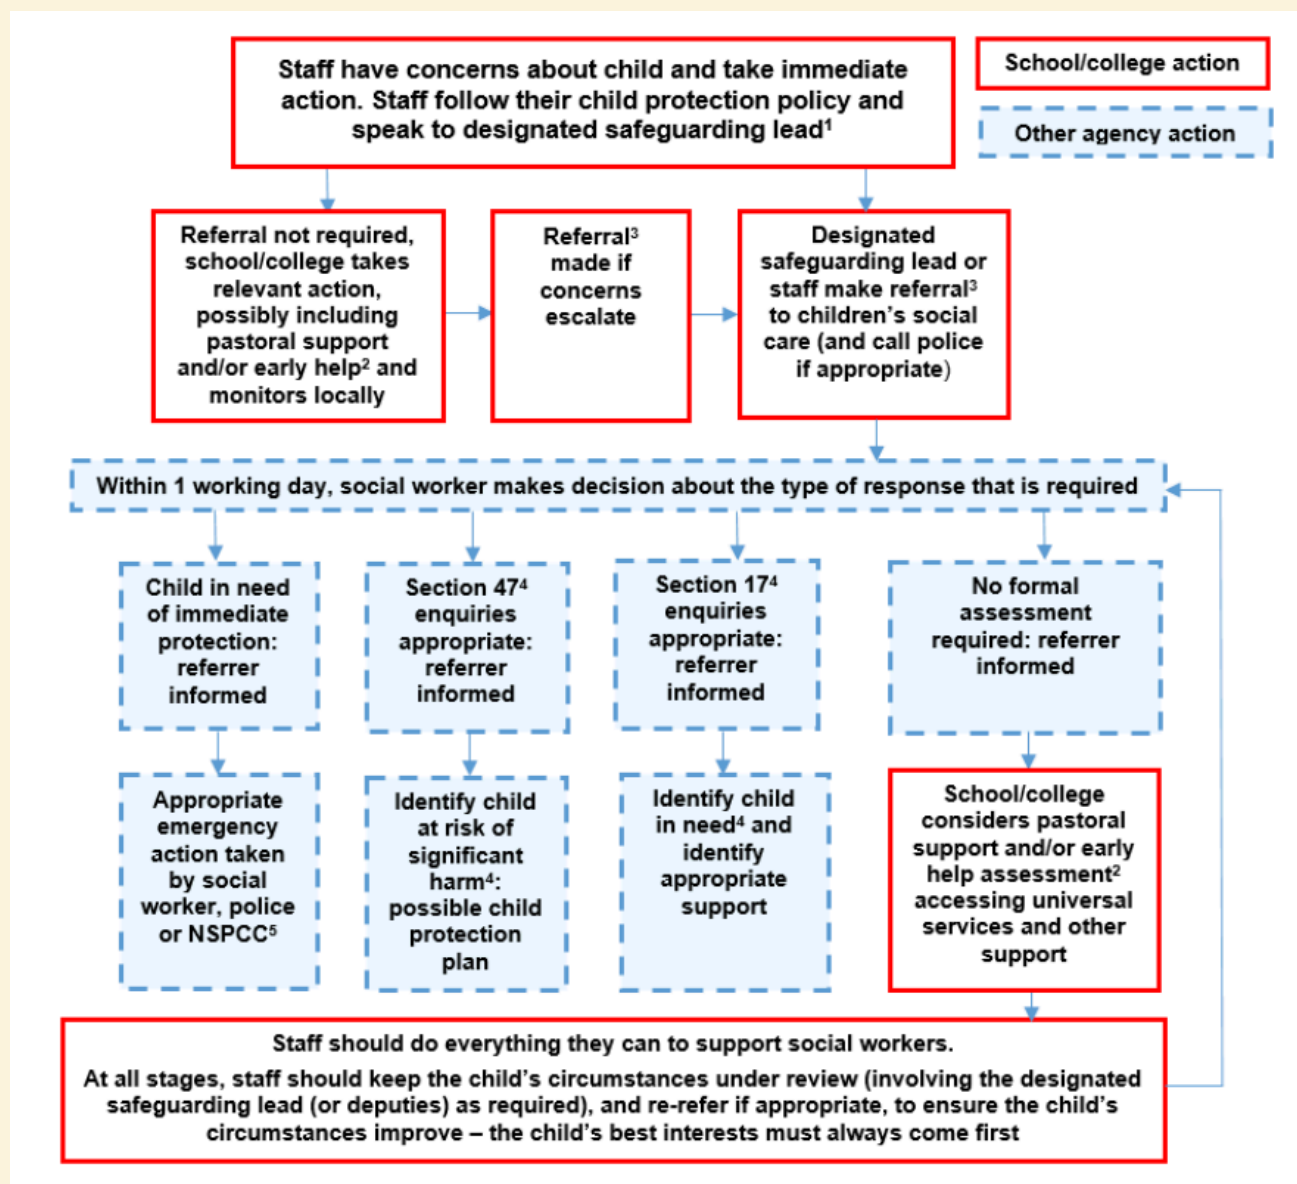 Staff have concerns about child and take immediate
action. Staff follow their child protection policy and
speak to designated safeguarding lead¹
School/college action
Other agency action
Referral not required,
school/college takes
relevant action,
possibly including
pastoral support
and/or early help² and
monitors locally
Referral³
made if
concerns
escalate
Designated
safeguarding lead or
staff make referral³
to children’s social
care (and call police
if appropriate)
Within 1 working day, social worker makes decision about the type of response that is required
Child in need
of immediate
protection:
referrer
informed
Section 47⁴
enquiries
appropriate:
referrer
informed
Section 17⁴
enquiries
appropriate:
referrer
informed
No formal
assessment
required: referrer
informed
Appropriate
emergency
action taken
by social
worker, police
or NSPCC⁵
Identify child
at risk of
significant
harm⁴:
possible child
protection
plan
Identify child
in need⁴ and
identify
appropriate
support
School/college
considers pastoral
support and/or early
help assessment²
accessing universal
services and other
support
Staff should do everything they can to support social workers.
At all stages, staff should keep the child’s circumstances under review (involving the designated
safeguarding lead (or deputies) as required), and re-refer if appropriate, to ensure the child’s
circumstances improve – the child’s best interests must always come first